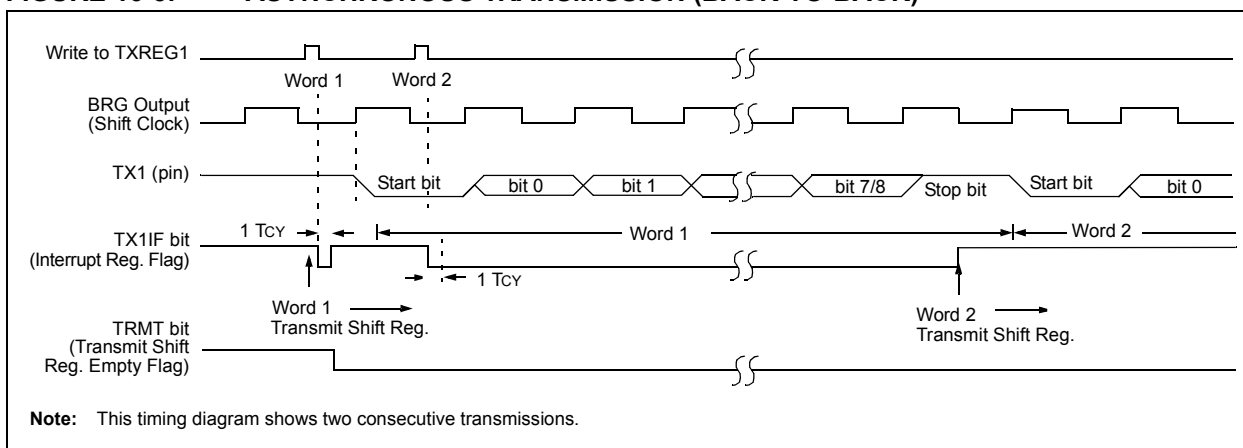 Write to TXREG1
Word 1 Word 2
BRG Output
(Shift Clock)
TX1 (pin)
Start bit bit 0 bit 1 bit 7/8 Stop bit Start bit bit 0
TX1IF bit
(Interrupt Reg. Flag)
1 TCY
Word 1 Word 2
1 TCY
Word 1
Transmit Shift Reg.
Word 2
Transmit Shift Reg.
TRMT bit
(Transmit Shift
Reg. Empty Flag)
Note: This timing diagram shows two consecutive transmissions.